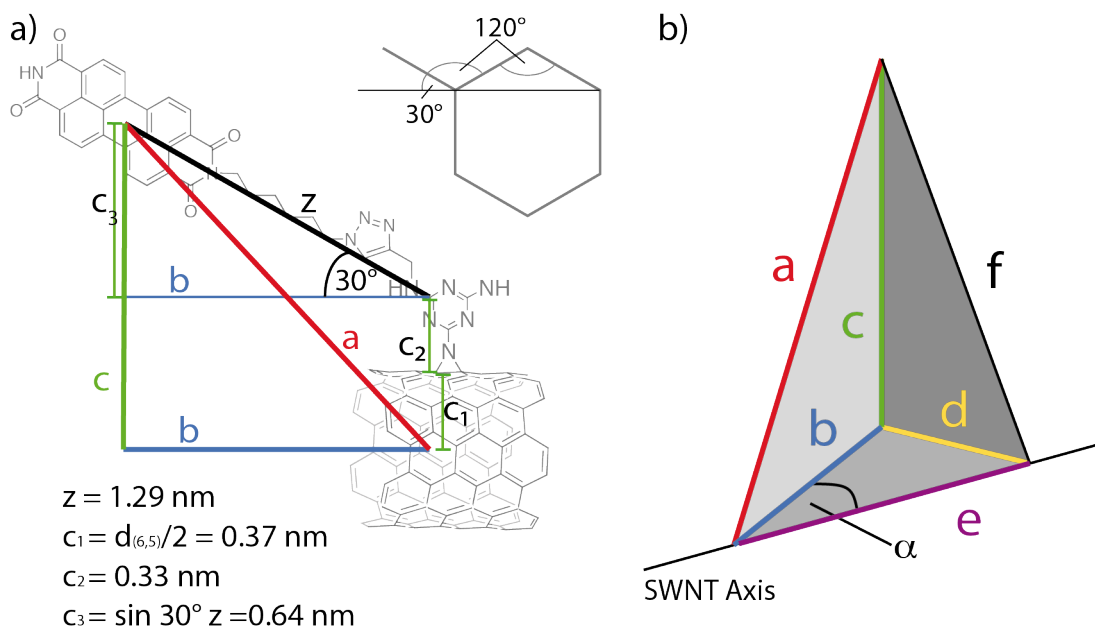 a)
O
HN
O
O
N
O
120°
30°
c₃
z
N
N
N
N
b
30°
HN
N
NH
N
N
a
c₂
N
c
c₁
b
z = 1.29 nm
c₁ = d₍₆,₅₎/2 = 0.37 nm
c₂ = 0.33 nm
c₃ = sin 30° z =0.64 nm
b)
a
f
c
d
b
e
α
SWNT Axis